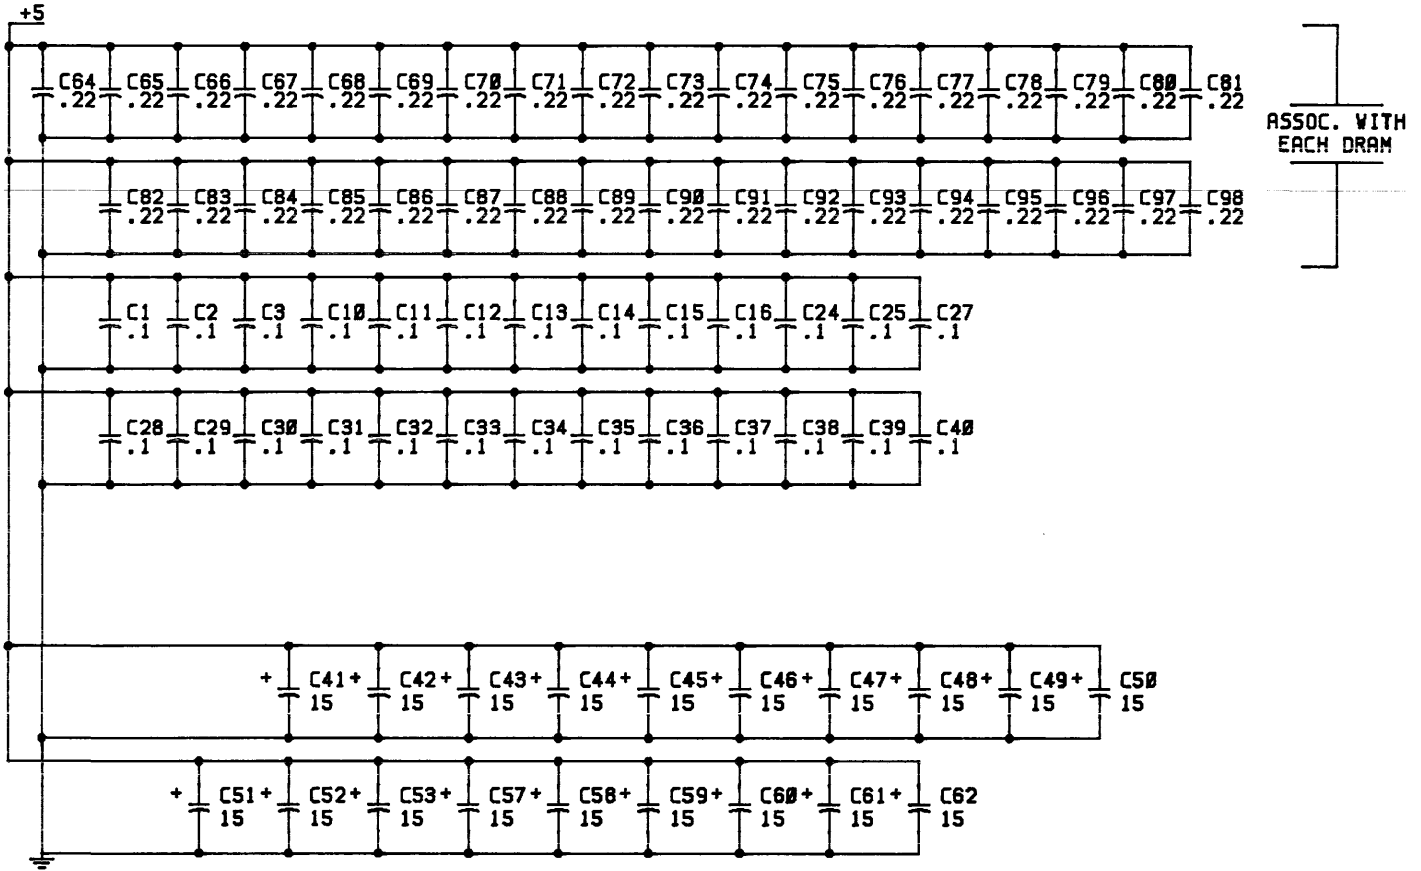 +5
C64 C65 C66 C67 C68 C69 C70 C71 C72 C73 C74 C75 C76 C77 C78 C79 C80 C81
.22 .22 .22 .22 .22 .22 .22 .22 .22 .22 .22 .22 .22 .22 .22 .22 .22 .22
ASSOC. WITH
EACH DRAM
C82 C83 C84 C85 C86 C87 C88 C89 C90 C91 C92 C93 C94 C95 C96 C97 C98
.22 .22 .22 .22 .22 .22 .22 .22 .22 .22 .22 .22 .22 .22 .22 .22 .22
C1 C2 C3 C10 C11 C12 C13 C14 C15 C16 C24 C25 C27
.1 .1 .1 .1 .1 .1 .1 .1 .1 .1 .1 .1 .1
C28 C29 C30 C31 C32 C33 C34 C35 C36 C37 C38 C39 C40
.1 .1 .1 .1 .1 .1 .1 .1 .1 .1 .1 .1 .1
+ C41 + C42 + C43 + C44 + C45 + C46 + C47 + C48 + C49 + C50
15 15 15 15 15 15 15 15 15 15
+ C51 + C52 + C53 + C57 + C58 + C59 + C60 + C61 + C62
15 15 15 15 15 15 15 15 15